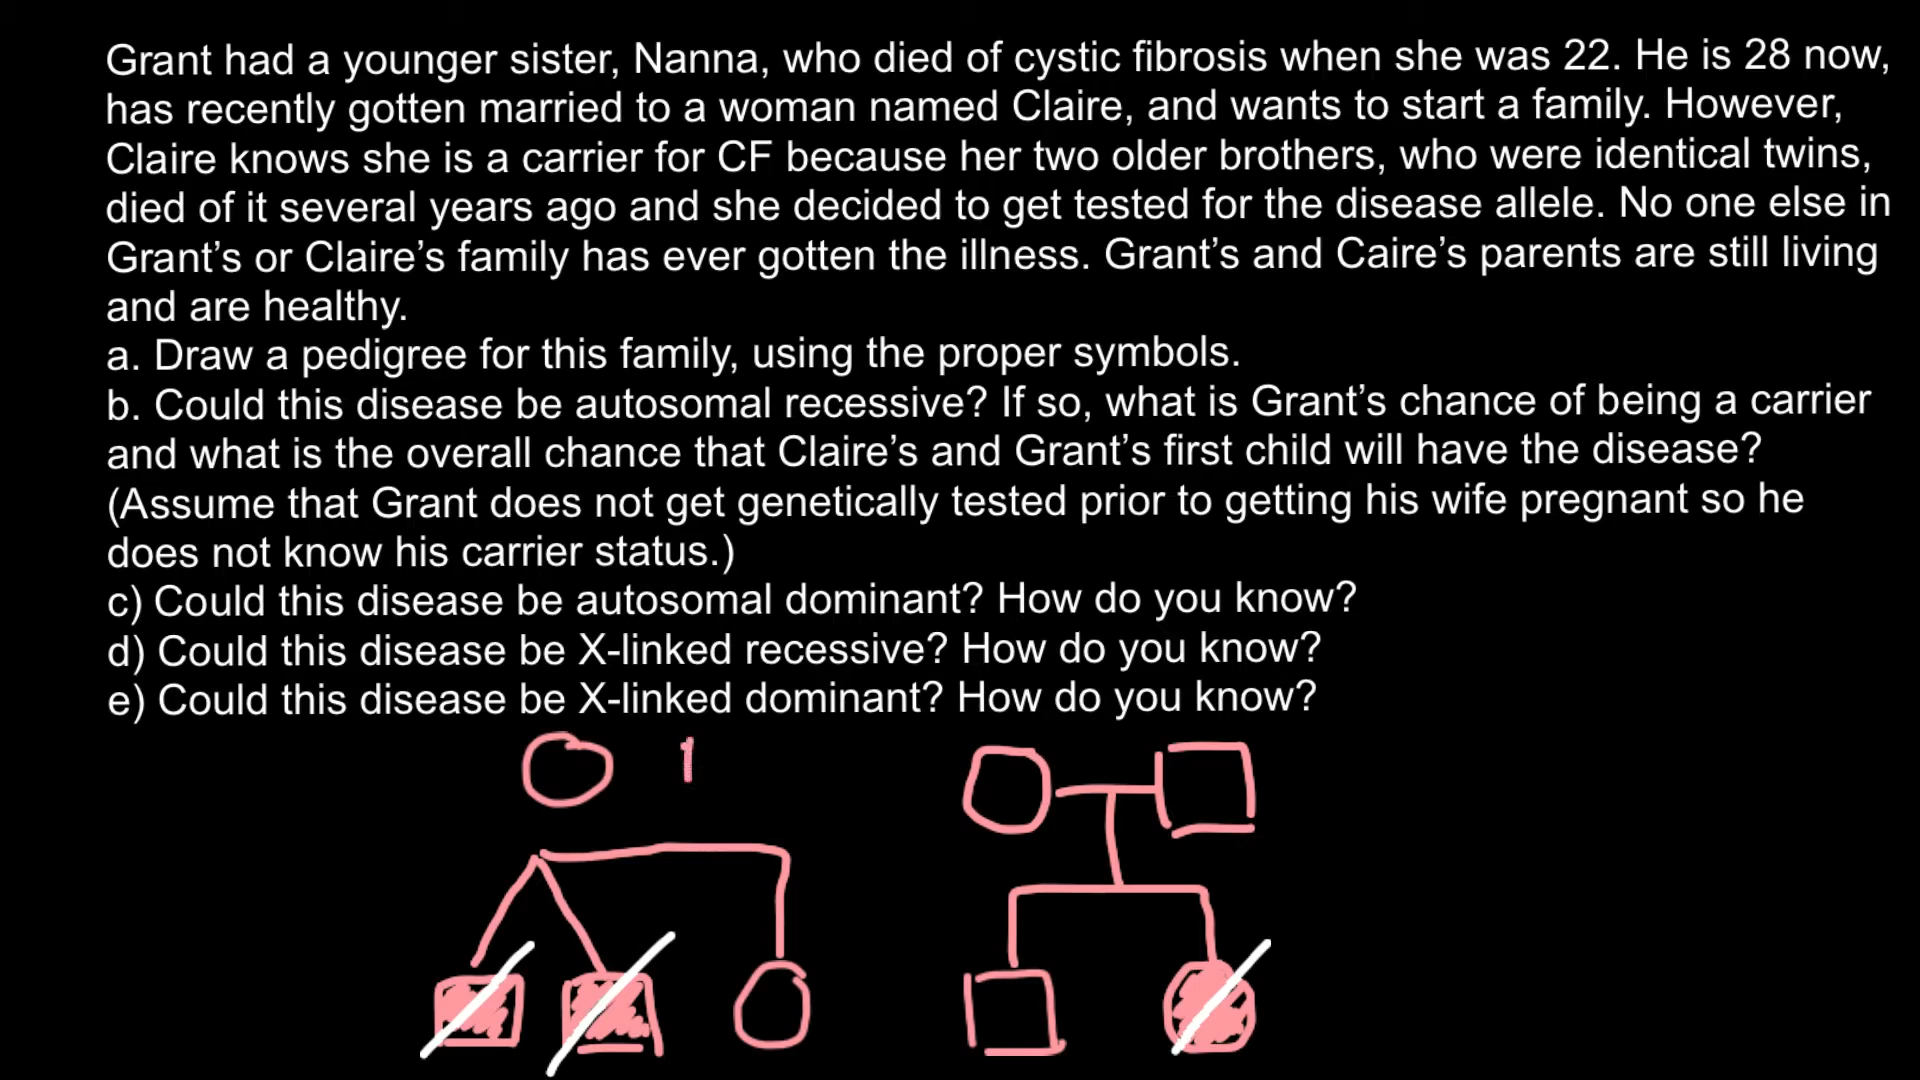 Grant had a younger sister, Nanna, who died of cystic fibrosis when she was 22. He is 28 now,
has recently gotten married to a woman named Claire, and wants to start a family. However,
Claire knows she is a carrier for CF because her two older brothers, who were identical twins,
died of it several years ago and she decided to get tested for the disease allele. No one else in
Grant’s or Claire’s family has ever gotten the illness. Grant’s and Caire’s parents are still living
and are healthy.
a. Draw a pedigree for this family, using the proper symbols.
b. Could this disease be autosomal recessive? If so, what is Grant’s chance of being a carrier
and what is the overall chance that Claire’s and Grant’s first child will have the disease?
(Assume that Grant does not get genetically tested prior to getting his wife pregnant so he
does not know his carrier status.)
c) Could this disease be autosomal dominant? How do you know?
d) Could this disease be X-linked recessive? How do you know?
e) Could this disease be X-linked dominant? How do you know?